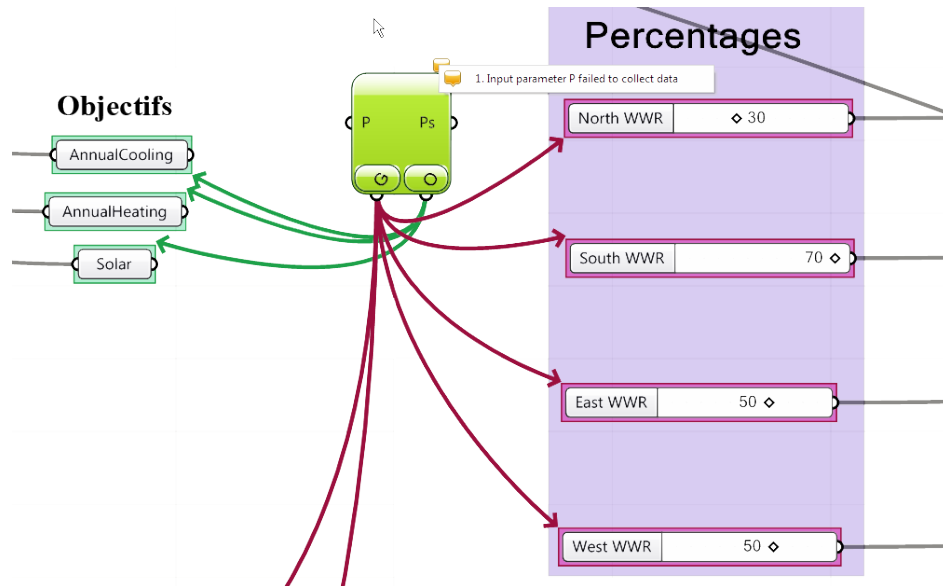 Percentages
1. Input parameter P failed to collect data
Objectifs
P
Ps
G
O
North WWR
30
AnnualCooling
AnnualHeating
Solar
South WWR
70
East WWR
50
West WWR
50